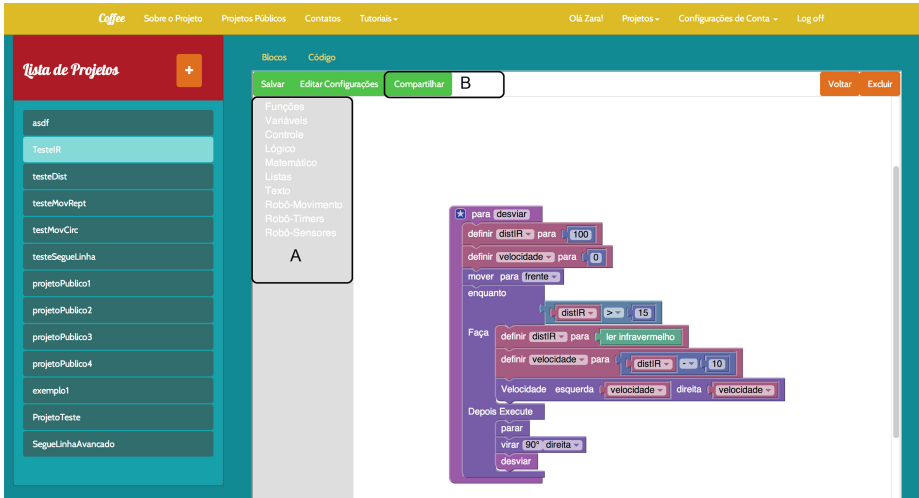 Coffee Sobre o Projeto Projetos Públicos Contatos Tutoriais Olá Zara! Projetos Configurações de Conta Log off
Lista de Projetos +
asdf
TesteIR
testeDist
testeMovRept
testMovCirc
testeSegueLinha
projetoPublico1
projetoPublico2
projetoPublico3
projetoPublico4
exemplo1
ProjetoTeste
SegueLinhaAvancado
Blocos Código
Salvar Editar Configurações Compartilhar B Voltar Excluir
Funções
Variáveis
Controle
Lógico
Matemático
Listas
Texto
Robô-Movimento
Robô-Timers
Robô-Sensores
A
para desviar
definir distIR para 100
definir velocidade para 0
mover para frente
enquanto
distIR > 15
Faça definir distIR para ler infravermelho
definir velocidade para distIR - 10
Velocidade esquerda velocidade direita velocidade
Depois Execute
parar
virar 90° direita
desviar